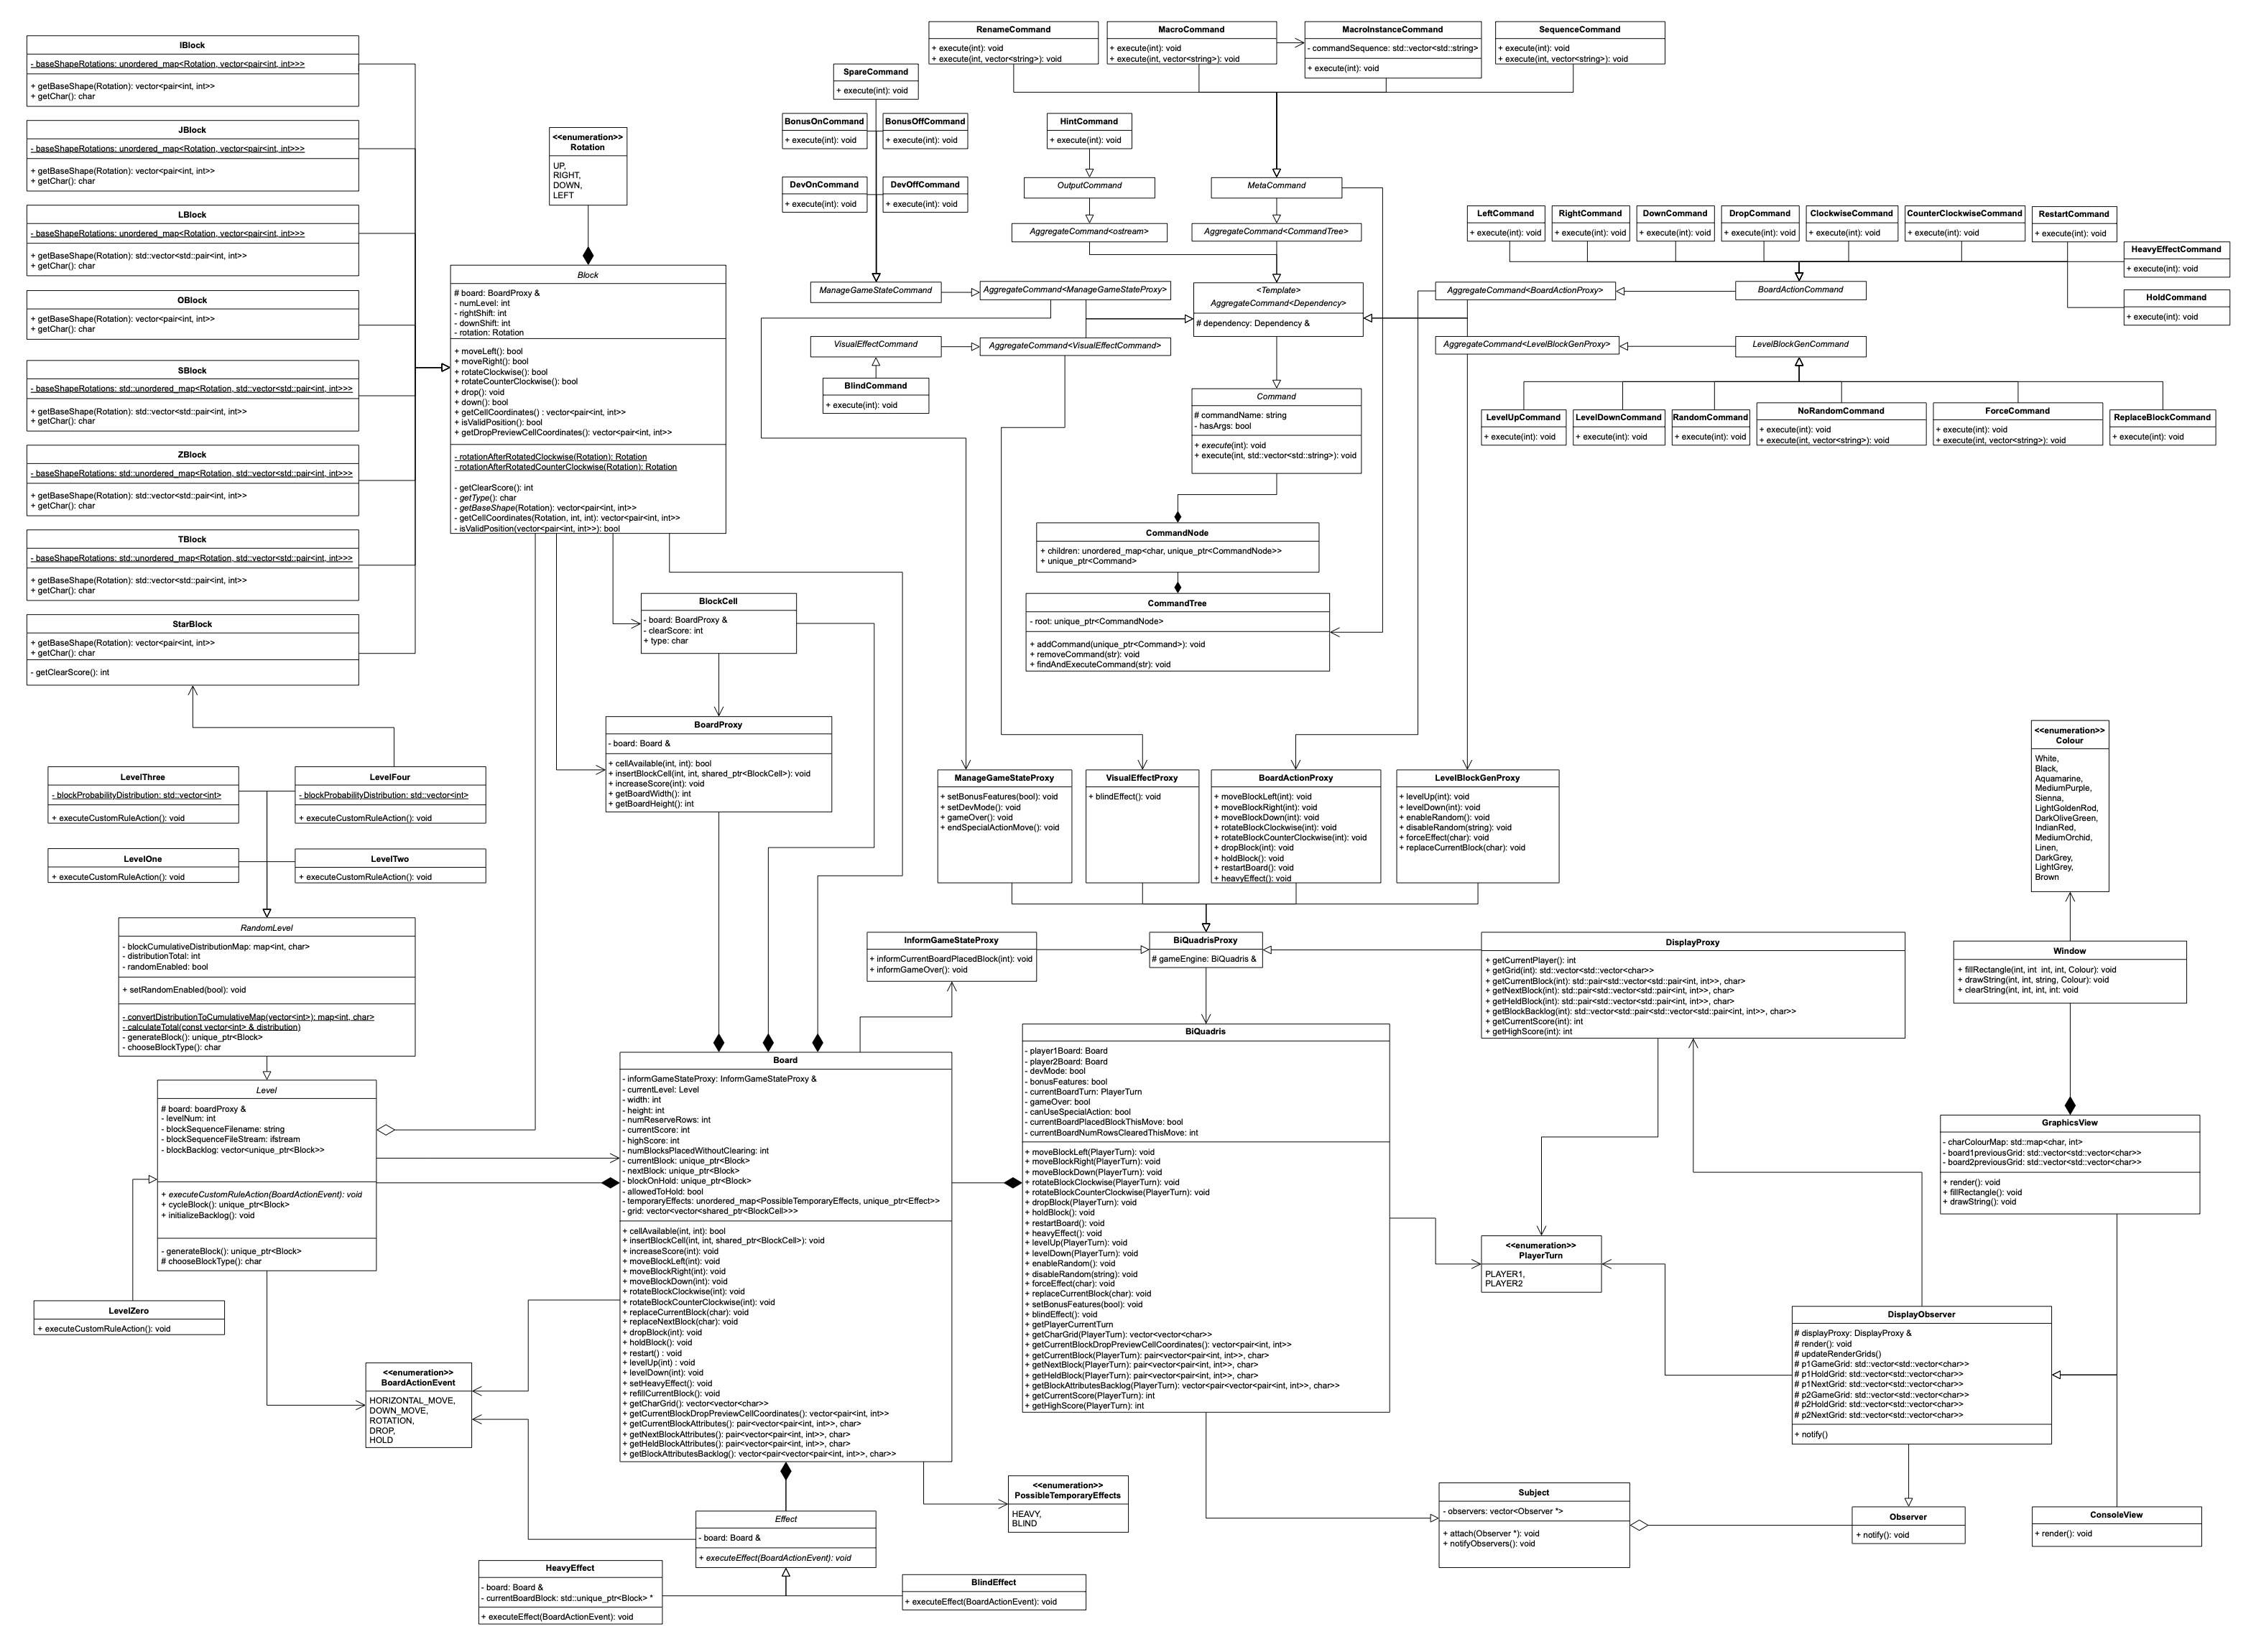 IBlock
- baseShapeRotations: unordered_map<Rotation, vector<pair<int, int>>>
+ getBaseShape(Rotation): vector<pair<int, int>>
+ getChar(): char
JBlock
- baseShapeRotations: unordered_map<Rotation, vector<pair<int, int>>>
+ getBaseShape(Rotation): vector<pair<int, int>>
+ getChar(): char
LBlock
- baseShapeRotations: unordered_map<Rotation, vector<pair<int, int>>>
+ getBaseShape(Rotation): std::vector<std::pair<int, int>>
+ getChar(): char
OBlock
+ getBaseShape(Rotation): vector<pair<int, int>>
+ getChar(): char
SBlock
- baseShapeRotations: std::unordered_map<Rotation, std::vector<std::pair<int, int>>>
+ getBaseShape(Rotation): std::vector<std::pair<int, int>>
+ getChar(): char
ZBlock
- baseShapeRotations: std::unordered_map<Rotation, std::vector<std::pair<int, int>>>
+ getBaseShape(Rotation): std::vector<std::pair<int, int>>
+ getChar(): char
TBlock
- baseShapeRotations: std::unordered_map<Rotation, std::vector<std::pair<int, int>>>
+ getBaseShape(Rotation): std::vector<std::pair<int, int>>
+ getChar(): char
StarBlock
+ getBaseShape(Rotation): vector<pair<int, int>>
+ getChar(): char
- getClearScore(): int
<<enumeration>>
Rotation
UP,
RIGHT,
DOWN,
LEFT
Block
# board: BoardProxy &
- numLevel: int
- rightShift: int
- downShift: int
- rotation: Rotation
+ moveLeft(): bool
+ moveRight(): bool
+ rotateClockwise(): bool
+ rotateCounterClockwise(): bool
+ drop(): void
+ down(): bool
+ getCellCoordinates() : vector<pair<int, int>>
+ isValidPosition(): bool
+ getDropPreviewCellCoordinates(): vector<pair<int, int>>
- rotationAfterRotatedClockwise(Rotation): Rotation
- rotationAfterRotatedCounterClockwise(Rotation): Rotation
- getClearScore(): int
- getType(): char
- getBaseShape(Rotation): vector<pair<int, int>>
- getCellCoordinates(Rotation, int, int): vector<pair<int, int>>
- isValidPosition(vector<pair<int, int>>): bool
RenameCommand
+ execute(int): void
+ execute(int, vector<string>): void
MacroCommand
+ execute(int): void
+ execute(int, vector<string>): void
MacroInstanceCommand
- commandSequence: std::vector<std::string>
+ execute(int): void
SequenceCommand
+ execute(int): void
+ execute(int, vector<string>): void
SpareCommand
+ execute(int): void
BonusOnCommand
+ execute(int): void
BonusOffCommand
+ execute(int): void
DevOnCommand
+ execute(int): void
DevOffCommand
+ execute(int): void
HintCommand
+ execute(int): void
OutputCommand
MetaCommand
AggregateCommand<ostream>
AggregateCommand<CommandTree>
ManageGameStateCommand
AggregateCommand<ManageGameStateProxy>
<Template>
AggregateCommand<Dependency>
# dependency: Dependency &
VisualEffectCommand
AggregateCommand<VisualEffectCommand>
BlindCommand
+ execute(int): void
LeftCommand
+ execute(int): void
RightCommand
+ execute(int): void
DownCommand
+ execute(int): void
DropCommand
+ execute(int): void
ClockwiseCommand
+ execute(int): void
CounterClockwiseCommand
+ execute(int): void
RestartCommand
+ execute(int): void
HeavyEffectCommand
+ execute(int): void
HoldCommand
+ execute(int): void
AggregateCommand<BoardActionProxy>
BoardActionCommand
AggregateCommand<LevelBlockGenProxy>
LevelBlockGenCommand
LevelUpCommand
+ execute(int): void
LevelDownCommand
+ execute(int): void
RandomCommand
+ execute(int): void
NoRandomCommand
+ execute(int): void
+ execute(int, vector<string>): void
ForceCommand
+ execute(int): void
+ execute(int, vector<string>): void
ReplaceBlockCommand
+ execute(int): void
Command
# commandName: string
- hasArgs: bool
+ execute(int): void
+ execute(int, std::vector<std::string>): void
CommandNode
+ children: unordered_map<char, unique_ptr<CommandNode>>
+ unique_ptr<Command>
CommandTree
- root: unique_ptr<CommandNode>
+ addCommand(unique_ptr<Command>): void
+ removeCommand(str): void
+ findAndExecuteCommand(str): void
BlockCell
- board: BoardProxy &
- clearScore: int
+ type: char
BoardProxy
- board: Board &
+ cellAvailable(int, int): bool
+ insertBlockCell(int, int, shared_ptr<BlockCell>): void
+ increaseScore(int): void
+ getBoardWidth(): int
+ getBoardHeight(): int
ManageGameStateProxy
+ setBonusFeatures(bool): void
+ setDevMode(): void
+ gameOver(): void
+ endSpecialActionMove(): void
VisualEffectProxy
+ blindEffect(): void
BoardActionProxy
+ moveBlockLeft(int): void
+ moveBlockRight(int): void
+ moveBlockDown(int): void
+ rotateBlockClockwise(int): void
+ rotateBlockCounterClockwise(int): void
+ dropBlock(int): void
+ holdBlock(): void
+ restartBoard(): void
+ heavyEffect(): void
LevelBlockGenProxy
+ levelUp(int): void
+ levelDown(int): void
+ enableRandom(): void
+ disableRandom(string): void
+ forceEffect(char): void
+ replaceCurrentBlock(char): void
LevelThree
- blockProbabilityDistribution: std::vector<int>
+ executeCustomRuleAction(): void
LevelFour
- blockProbabilityDistribution: std::vector<int>
+ executeCustomRuleAction(): void
LevelOne
+ executeCustomRuleAction(): void
LevelTwo
+ executeCustomRuleAction(): void
RandomLevel
- blockCumulativeDistributionMap: map<int, char>
- distributionTotal: int
- randomEnabled: bool
+ setRandomEnabled(bool): void
- convertDistributionToCumulativeMap(vector<int>): map<int, char>
- calculateTotal(const vector<int> & distribution)
- generateBlock(): unique_ptr<Block>
- chooseBlockType(): char
Level
# board: boardProxy &
- levelNum: int
- blockSequenceFilename: string
- blockSequenceFileStream: ifstream
- blockBacklog: vector<unique_ptr<Block>>
+ executeCustomRuleAction(BoardActionEvent): void
+ cycleBlock(): unique_ptr<Block>
+ initializeBacklog(): void
- generateBlock(): unique_ptr<Block>
# chooseBlockType(): char
LevelZero
+ executeCustomRuleAction(): void
<<enumeration>>
BoardActionEvent
HORIZONTAL_MOVE,
DOWN_MOVE,
ROTATION,
DROP,
HOLD
InformGameStateProxy
+ informCurrentBoardPlacedBlock(int): void
+ informGameOver(): void
BiQuadrisProxy
# gameEngine: BiQuadris &
DisplayProxy
+ getCurrentPlayer(): int
+ getGrid(int): std::vector<std::vector<char>>
+ getCurrentBlock(int): std::pair<std::vector<std::pair<int, int>>, char>
+ getNextBlock(int): std::pair<std::vector<std::pair<int, int>>, char>
+ getHeldBlock(int): std::pair<std::vector<std::pair<int, int>>, char>
+ getBlockBacklog(int): std::vector<std::pair<std::vector<std::pair<int, int>>, char>>
+ getCurrentScore(int): int
+ getHighScore(int): int
<<enumeration>>
Colour
White,
Black,
Aquamarine,
MediumPurple,
Sienna,
LightGoldenRod,
DarkOliveGreen,
IndianRed,
MediumOrchid,
Linen,
DarkGrey,
LightGrey,
Brown
Window
+ fillRectangle(int, int  int, int, Colour): void
+ drawString(int, int, string, Colour): void
+ clearString(int, int, int, int: void
Board
- informGameStateProxy: InformGameStateProxy &
- currentLevel: Level
- width: int
- height: int
- numReserveRows: int
- currentScore: int
- highScore: int
- numBlocksPlacedWithoutClearing: int
- currentBlock: unique_ptr<Block>
- nextBlock: unique_ptr<Block>
- blockOnHold: unique_ptr<Block>
- allowedToHold: bool
- temporaryEffects: unordered_map<PossibleTemporaryEffects, unique_ptr<Effect>>
- grid: vector<vector<shared_ptr<BlockCell>>>
+ cellAvailable(int, int): bool
+ insertBlockCell(int, int, shared_ptr<BlockCell>): void
+ increaseScore(int): void
+ moveBlockLeft(int): void
+ moveBlockRight(int): void
+ moveBlockDown(int): void
+ rotateBlockClockwise(int): void
+ rotateBlockCounterClockwise(int): void
+ replaceCurrentBlock(char): void
+ replaceNextBlock(char): void
+ dropBlock(int): void
+ holdBlock(): void
+ restart() : void
+ levelUp(int) : void
+ levelDown(int): void
+ setHeavyEffect(): void
+ refillCurrentBlock(): void
+ getCharGrid(): vector<vector<char>>
+ getCurrentBlockDropPreviewCellCoordinates(): vector<pair<int, int>>
+ getCurrentBlockAttributes(): pair<vector<pair<int, int>>, char>
+ getNextBlockAttributes(): pair<vector<pair<int, int>>, char>
+ getHeldBlockAttributes(): pair<vector<pair<int, int>>, char>
+ getBlockAttributesBacklog(): vector<pair<vector<pair<int, int>>, char>>
BiQuadris
- player1Board: Board
- player2Board: Board
- devMode: bool
- bonusFeatures: bool
- currentBoardTurn: PlayerTurn
- gameOver: bool
- canUseSpecialAction: bool
- currentBoardPlacedBlockThisMove: bool
- currentBoardNumRowsClearedThisMove: int
+ moveBlockLeft(PlayerTurn): void
+ moveBlockRight(PlayerTurn): void
+ moveBlockDown(PlayerTurn): void
+ rotateBlockClockwise(PlayerTurn): void
+ rotateBlockCounterClockwise(PlayerTurn): void
+ dropBlock(PlayerTurn): void
+ holdBlock(): void
+ restartBoard(): void
+ heavyEffect(): void
+ levelUp(PlayerTurn): void
+ levelDown(PlayerTurn): void
+ enableRandom(): void
+ disableRandom(string): void
+ forceEffect(char): void
+ replaceCurrentBlock(char): void
+ setBonusFeatures(bool): void
+ blindEffect(): void
+ getPlayerCurrentTurn
+ getCharGrid(PlayerTurn): vector<vector<char>>
+ getCurrentBlockDropPreviewCellCoordinates(): vector<pair<int, int>>
+ getCurrentBlock(PlayerTurn): pair<vector<pair<int, int>>, char>
+ getNextBlock(PlayerTurn): pair<vector<pair<int, int>>, char>
+ getHeldBlock(PlayerTurn): pair<vector<pair<int, int>>, char>
+ getBlockAttributesBacklog(PlayerTurn): vector<pair<vector<pair<int, int>>, char>>
+ getCurrentScore(PlayerTurn): int
+ getHighScore(PlayerTurn): int
<<enumeration>>
PlayerTurn
PLAYER1,
PLAYER2
GraphicsView
- charColourMap: std::map<char, int>
- board1previousGrid: std::vector<std::vector<char>>
- board2previousGrid: std::vector<std::vector<char>>
+ render(): void
+ fillRectangle(): void
+ drawString(): void
DisplayObserver
# displayProxy: DisplayProxy &
# render(): void
# updateRenderGrids()
# p1GameGrid: std::vector<std::vector<char>>
# p1HoldGrid: std::vector<std::vector<char>>
# p1NextGrid: std::vector<std::vector<char>>
# p2GameGrid: std::vector<std::vector<char>>
# p2HoldGrid: std::vector<std::vector<char>>
# p2NextGrid: std::vector<std::vector<char>>
+ notify()
<<enumeration>>
PossibleTemporaryEffects
HEAVY,
BLIND
Effect
- board: Board &
+ executeEffect(BoardActionEvent): void
HeavyEffect
- board: Board &
- currentBoardBlock: std::unique_ptr<Block> *
+ executeEffect(BoardActionEvent): void
BlindEffect
+ executeEffect(BoardActionEvent): void
Subject
- observers: vector<Observer *>
+ attach(Observer *): void
+ notifyObservers(): void
Observer
+ notify(): void
ConsoleView
+ render(): void